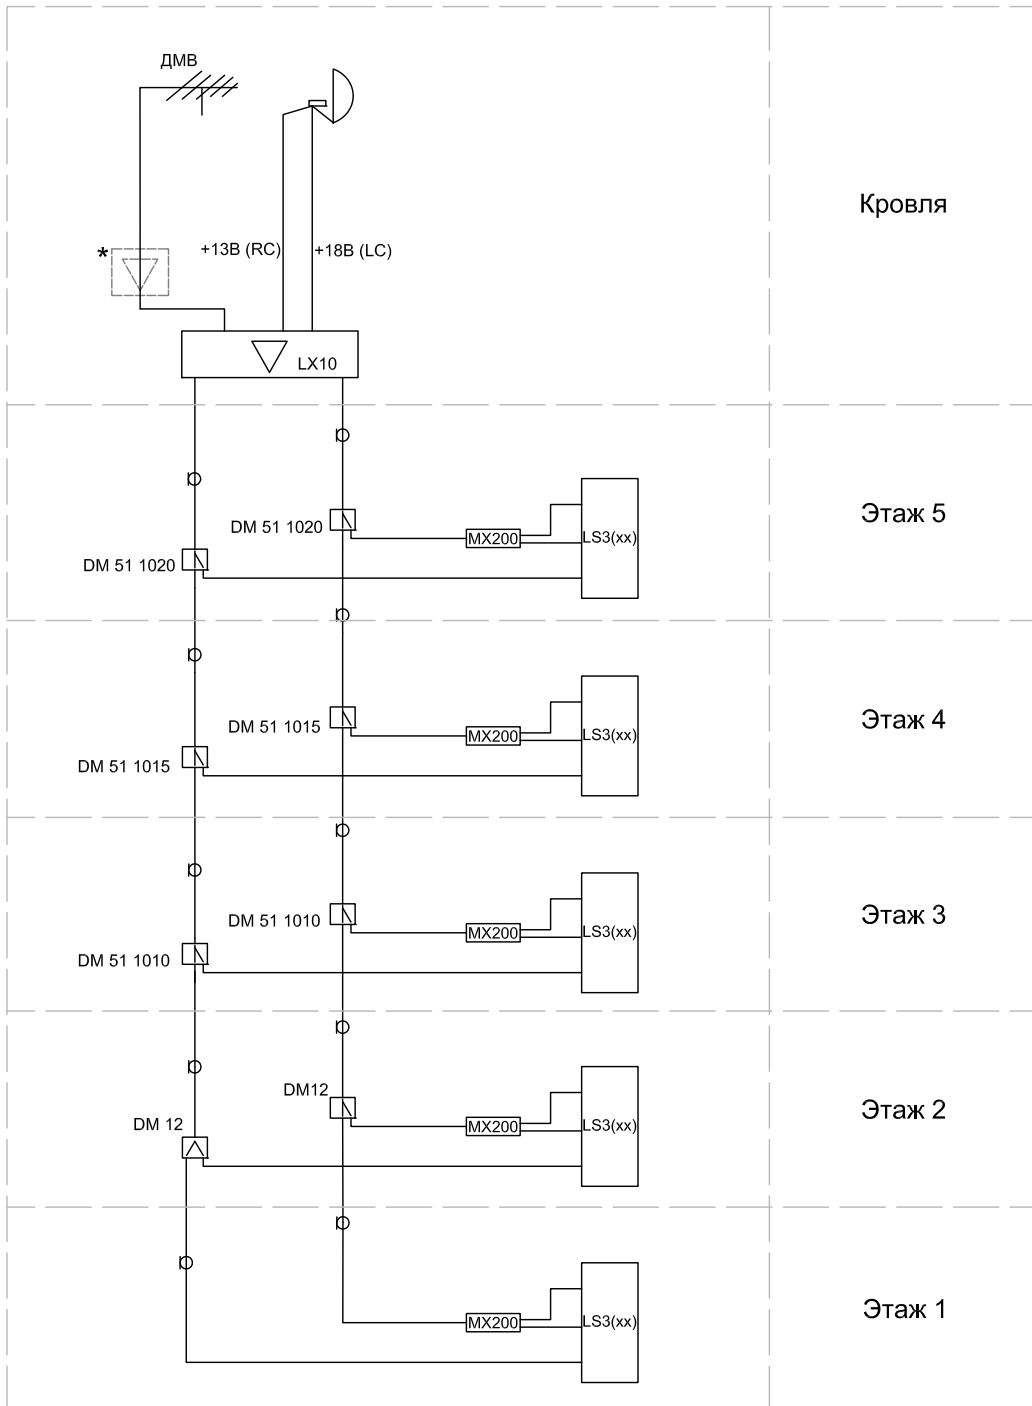 ДМВ
Кровля
*
+13В (RC)
+18В (LC)
LX10
Этаж 5
DM 51 1020
MX200
LS3(xx)
DM 51 1020
Этаж 4
DM 51 1015
MX200
LS3(xx)
DM 51 1015
Этаж 3
DM 51 1010
MX200
LS3(xx)
DM 51 1010
DM12
Этаж 2
DM 12
MX200
LS3(xx)
Этаж 1
MX200
LS3(xx)